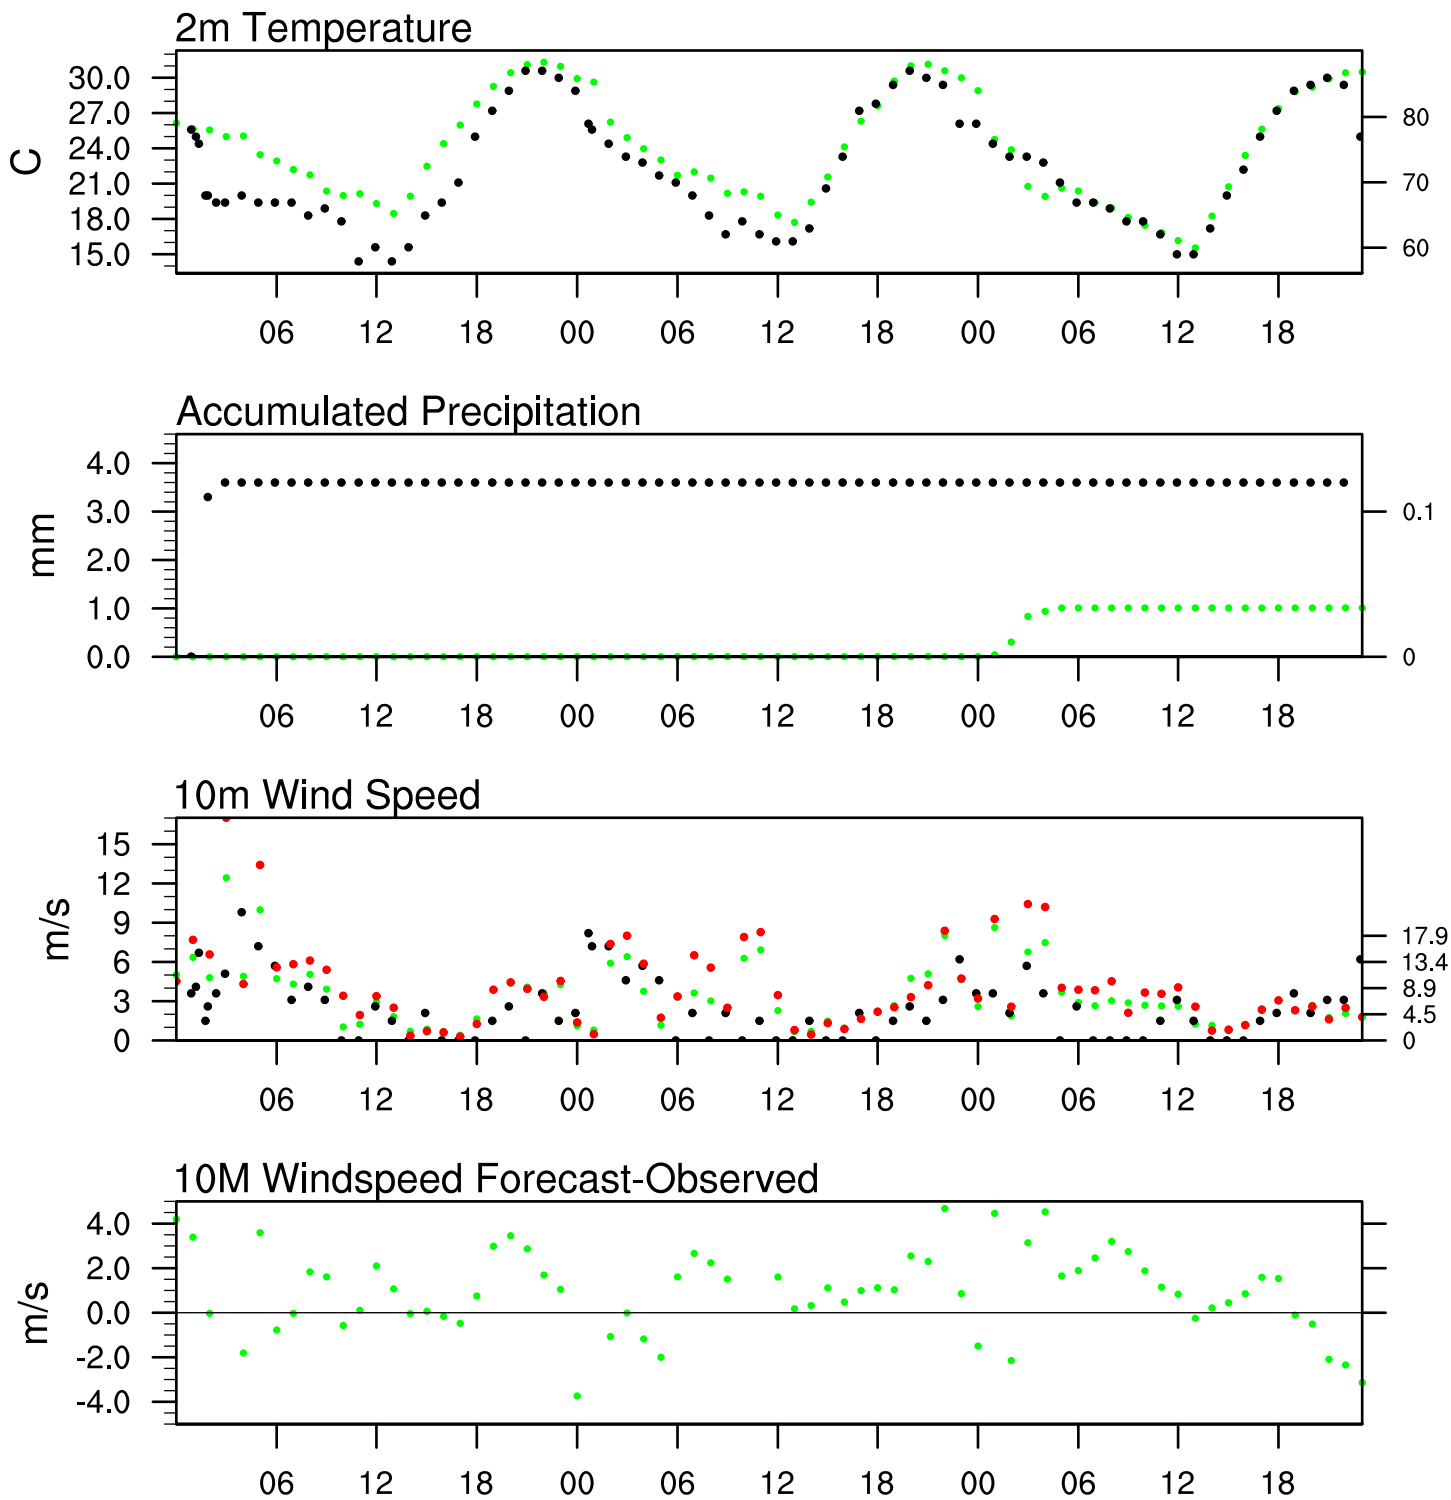 2m Temperature
30.0
27.0
24.0
21.0
18.0
15.0
C
80
70
60
06 12 18 00 06 12 18 00 06 12 18
Accumulated Precipitation
4.0
3.0
2.0
1.0
0.0
mm
0.1
0
06 12 18 00 06 12 18 00 06 12 18
10m Wind Speed
15
12
9
6
3
0
m/s
17.9
13.4
8.9
4.5
0
06 12 18 00 06 12 18 00 06 12 18
10M Windspeed Forecast-Observed
4.0
2.0
0.0
-2.0
-4.0
m/s
06 12 18 00 06 12 18 00 06 12 18